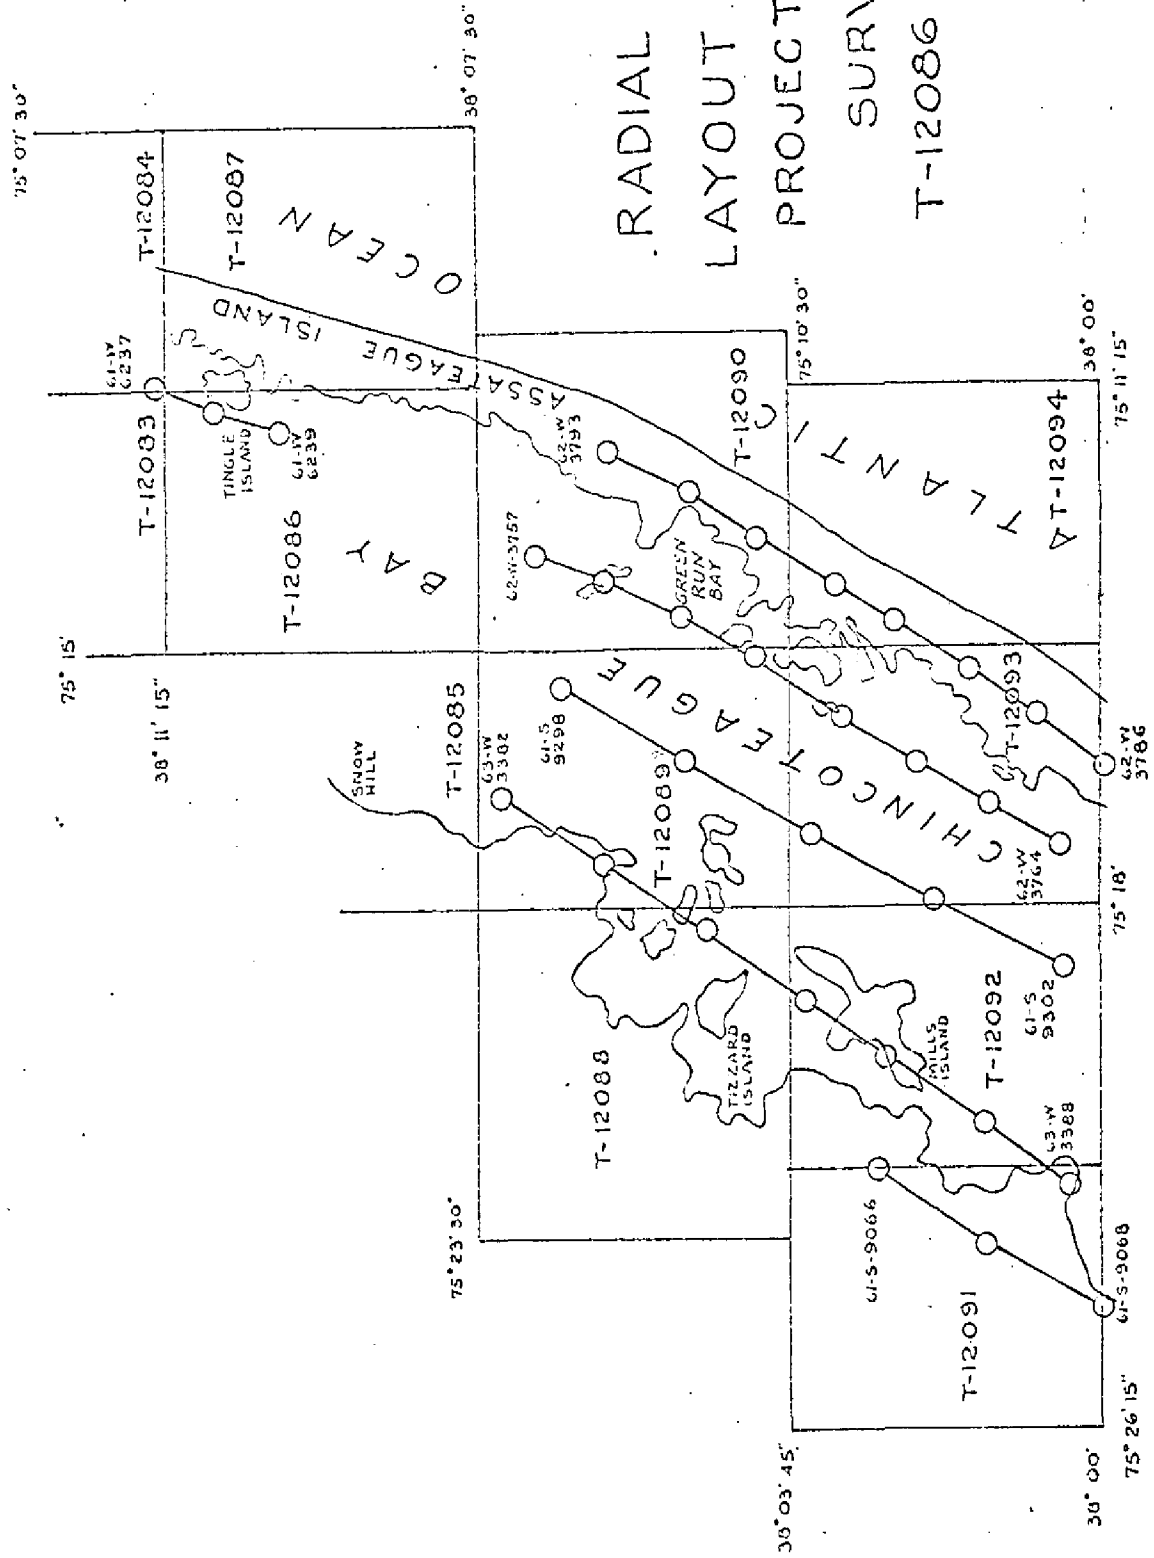 75° 07' 30"
38° 07' 30"
T-12084
T-12087
OCEAN
ASSATEAGUE ISLAND
61-W
6237
T-12083
TINGLE
ISLAND
61-W
6239
T-12086
BAY
75° 15'
38° 11' 15"
SNOW
HILL
T-12085
63-W
3382
61-S
9298
62-W-3757
62-W
3793
GREEN
RUN
BAY
T-12090
75° 10' 30"
ATLANTIC
T-12094
38° 00'
75° 11' 15"
T-12089
CHINCOTEAGUE
T-12093
62-W
3786
62-W
3764
75° 18'
T-12088
TIZZARD
ISLAND
MILLS
ISLAND
T-12092
61-S
9302
63-W
3388
75° 23' 30"
61-S-9066
T-12091
61-S-9068
38° 03' 45"
38° 00'
75° 26' 15"
RADIAL
LAYOUT
PROJECT
SURV
T-12086